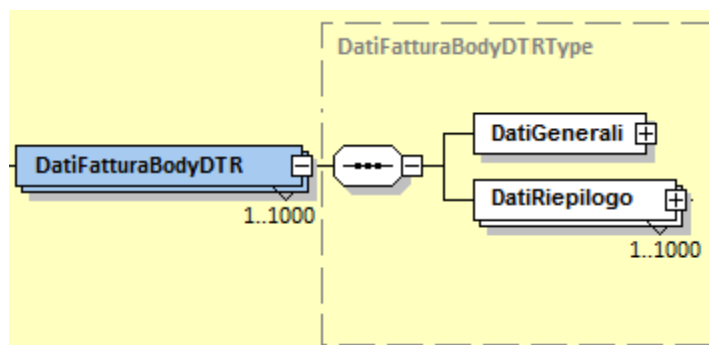 DatiFatturaBodyDTRType
DatiGenerali
DatiFatturaBodyDTR
1..1000
DatiRiepilogo
1..1000